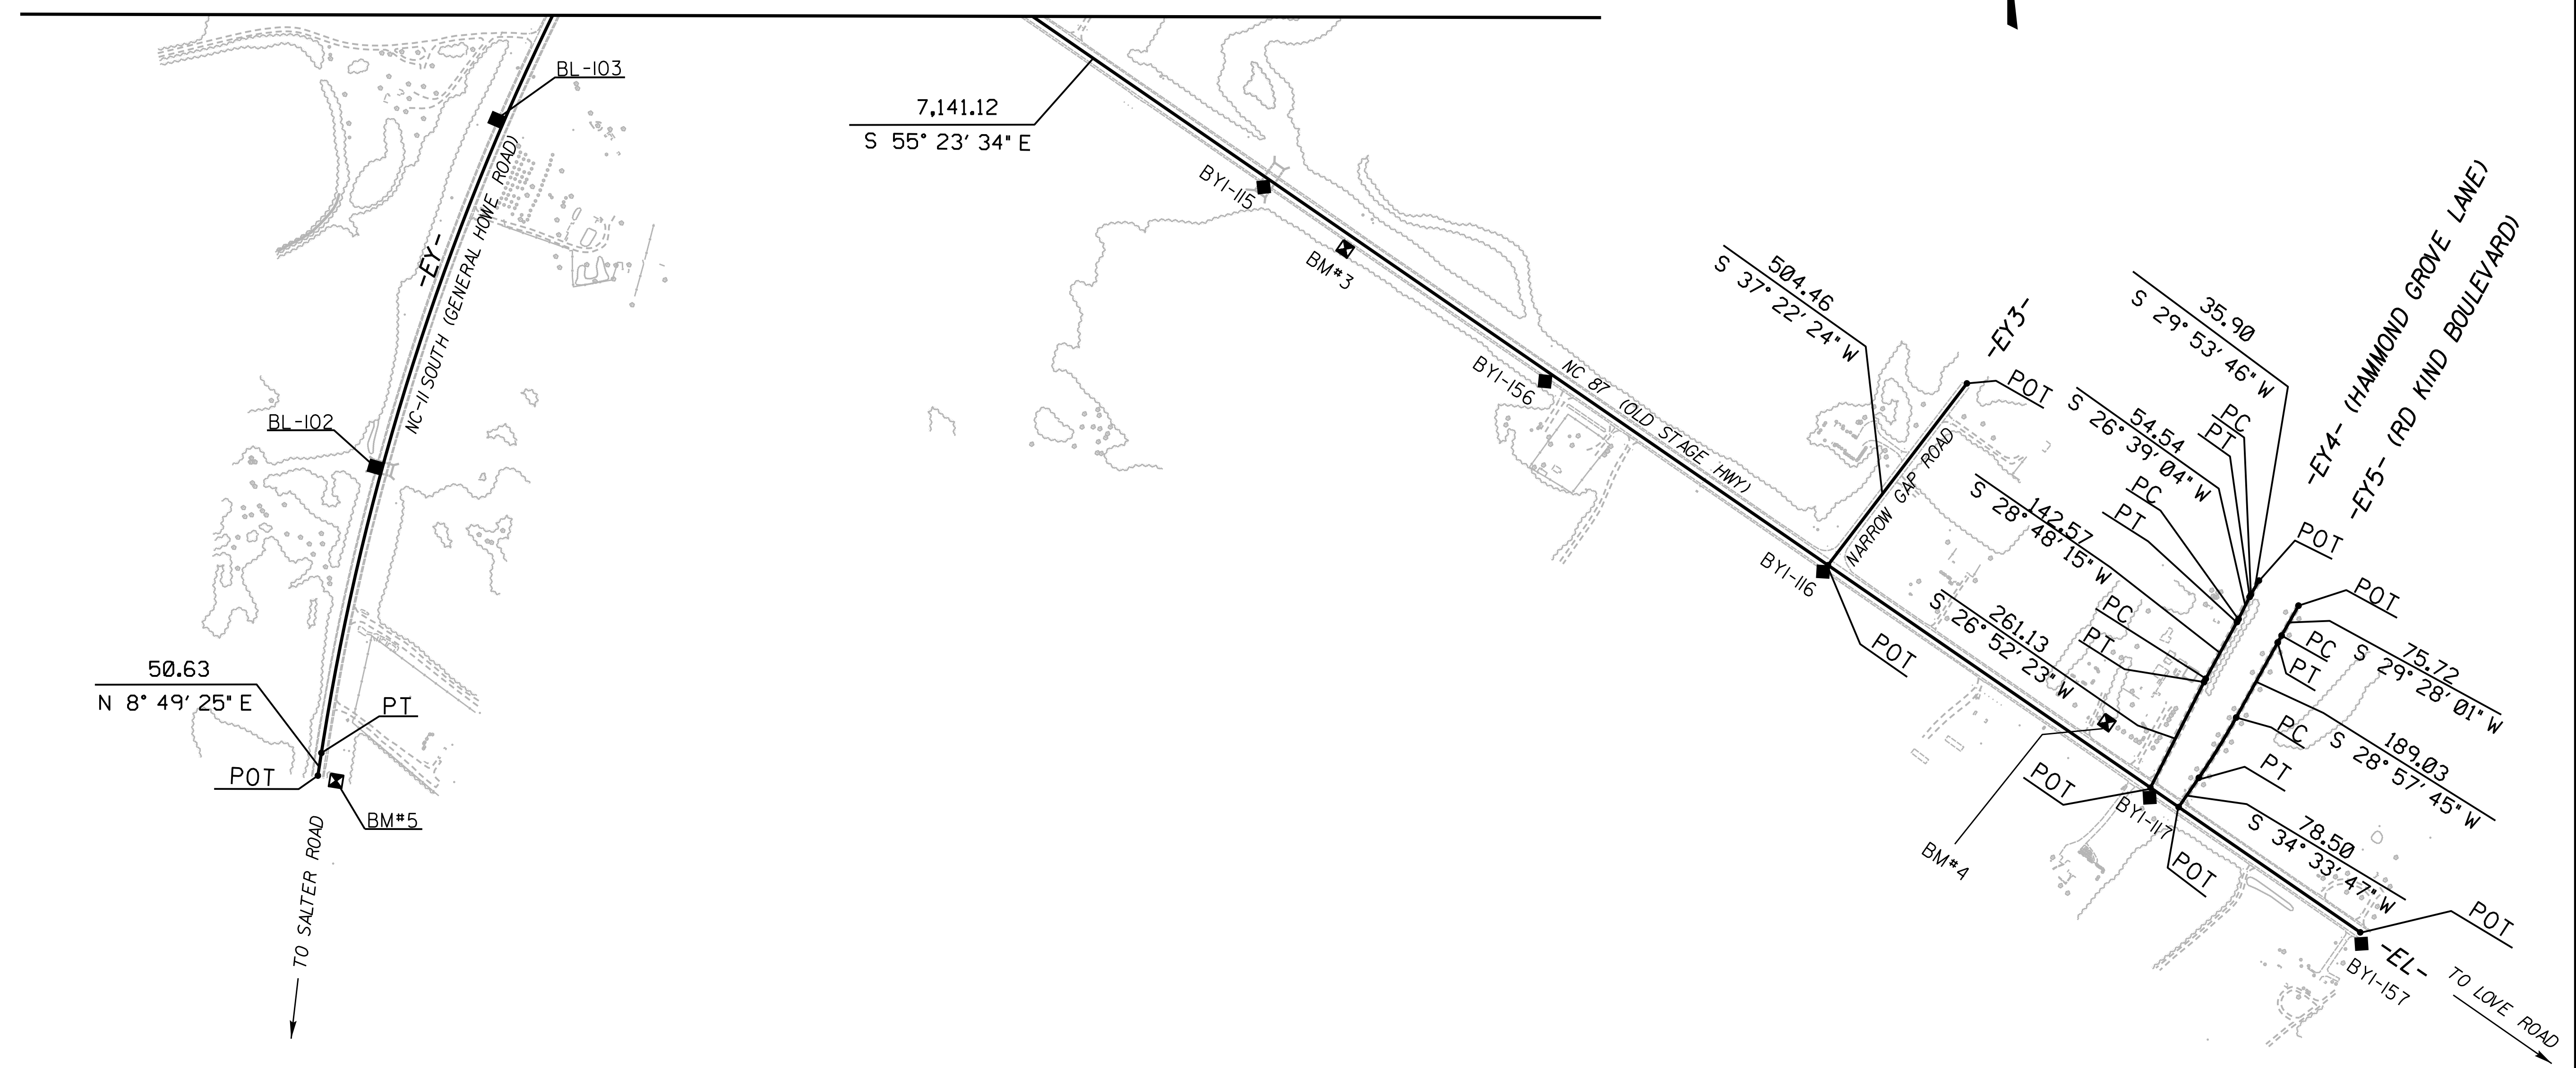 BL-103
-EY-
NC-11 SOUTH (GENERAL HOWE ROAD)
BL-102
50.63
N 8° 49' 25" E
PT
POT
BM#5
TO SALTER ROAD
7,141.12
S 55° 23' 34" E
BY1-115
BM#3
BY1-156
NC 87 (OLD STAGE HWY)
504.46
S 37° 22' 24" W
-EY3-
POT
NARROW GAP ROAD
BY1-116
POT
-EY4- (HAMMOND GROVE LANE)
-EY5- (RD KIND BOULEVARD)
35.90
S 29° 53' 46" W
PC
PT
54.54
S 26° 39' 04" W
PC
PT
142.57
S 28° 48' 15" W
PC
PT
261.13
S 26° 52' 23" W
POT
POT
75.72
S 29° 28' 01" W
PC
PT
189.03
S 28° 57' 45" W
PC
PT
78.50
S 34° 33' 47" W
BM#4
POT
BY1-117
POT
POT
-EL-
BY1-157
TO LOVE ROAD